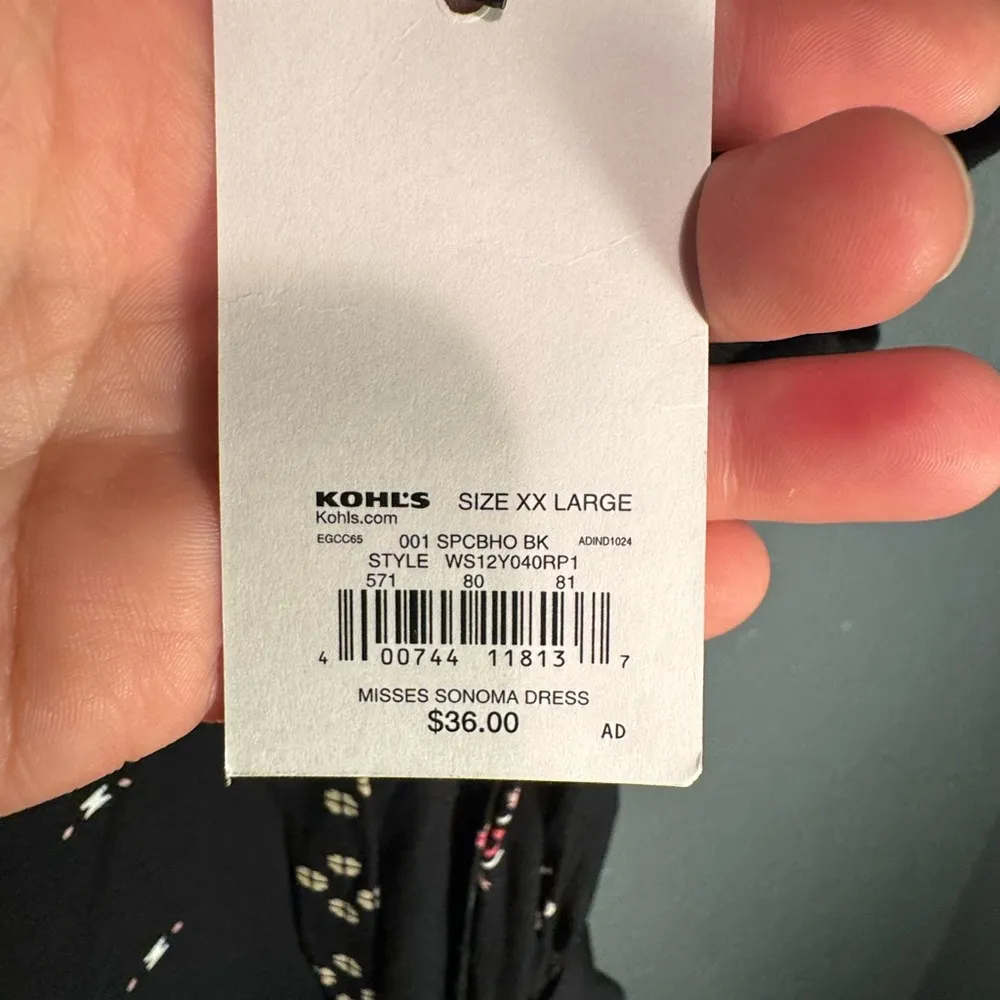 KOHL'S SIZE XX LARGE
Kohls.com
EGCC65 001 SPCBHO BK ADIND1024
STYLE WS12Y040RP1
571 80 81
4 00744 11813 7
MISSES SONOMA DRESS
$36.00 AD